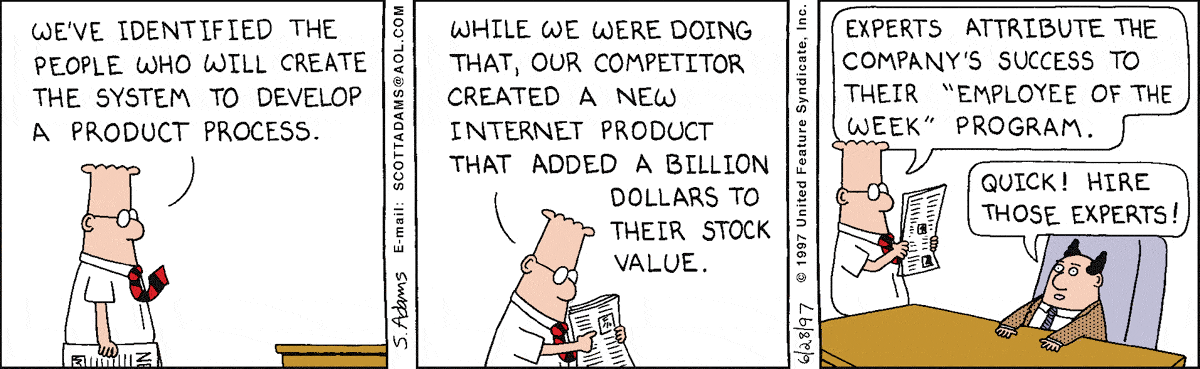 WE'VE IDENTIFIED THE
PEOPLE WHO WILL CREATE
THE SYSTEM TO DEVELOP
A PRODUCT PROCESS.
S. Adams
E-mail: SCOTTADAMS@AOL.COM
WHILE WE WERE DOING
THAT, OUR COMPETITOR
CREATED A NEW
INTERNET PRODUCT
THAT ADDED A BILLION
DOLLARS TO
THEIR STOCK
VALUE.
6/28/97
© 1997 United Feature Syndicate, Inc.
EXPERTS ATTRIBUTE THE
COMPANY'S SUCCESS TO
THEIR "EMPLOYEE OF THE
WEEK" PROGRAM.
QUICK! HIRE
THOSE EXPERTS!